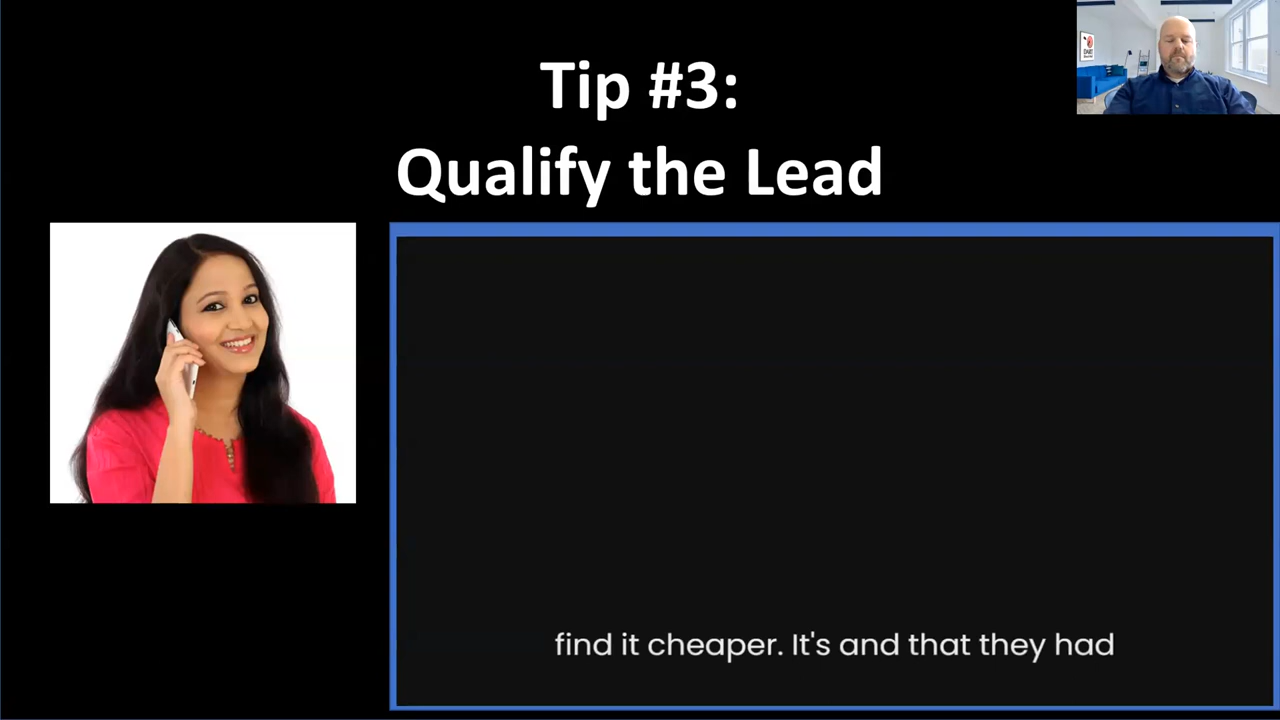 Tip #3:
Qualify the Lead
find it cheaper. It's and that they had